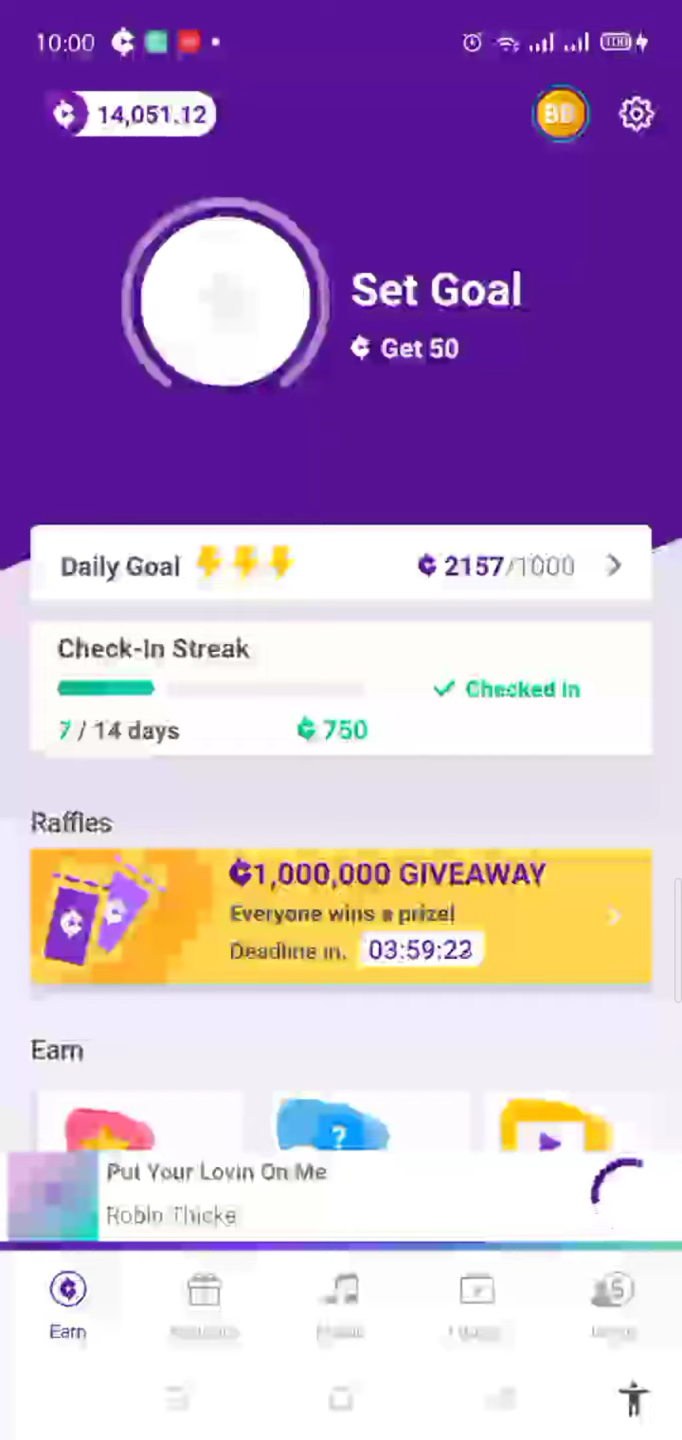 10:00
100
14,051.12
BB
Set Goal
Get 50
Daily Goal
2157/1000
Check-In Streak
Checked In
7 / 14 days
750
Raffles
₵1,000,000 GIVEAWAY
Everyone wins a prize!
Deadline in.
03:59:22
Earn
?
Put Your Lovin On Me
Robin Thicke
Earn